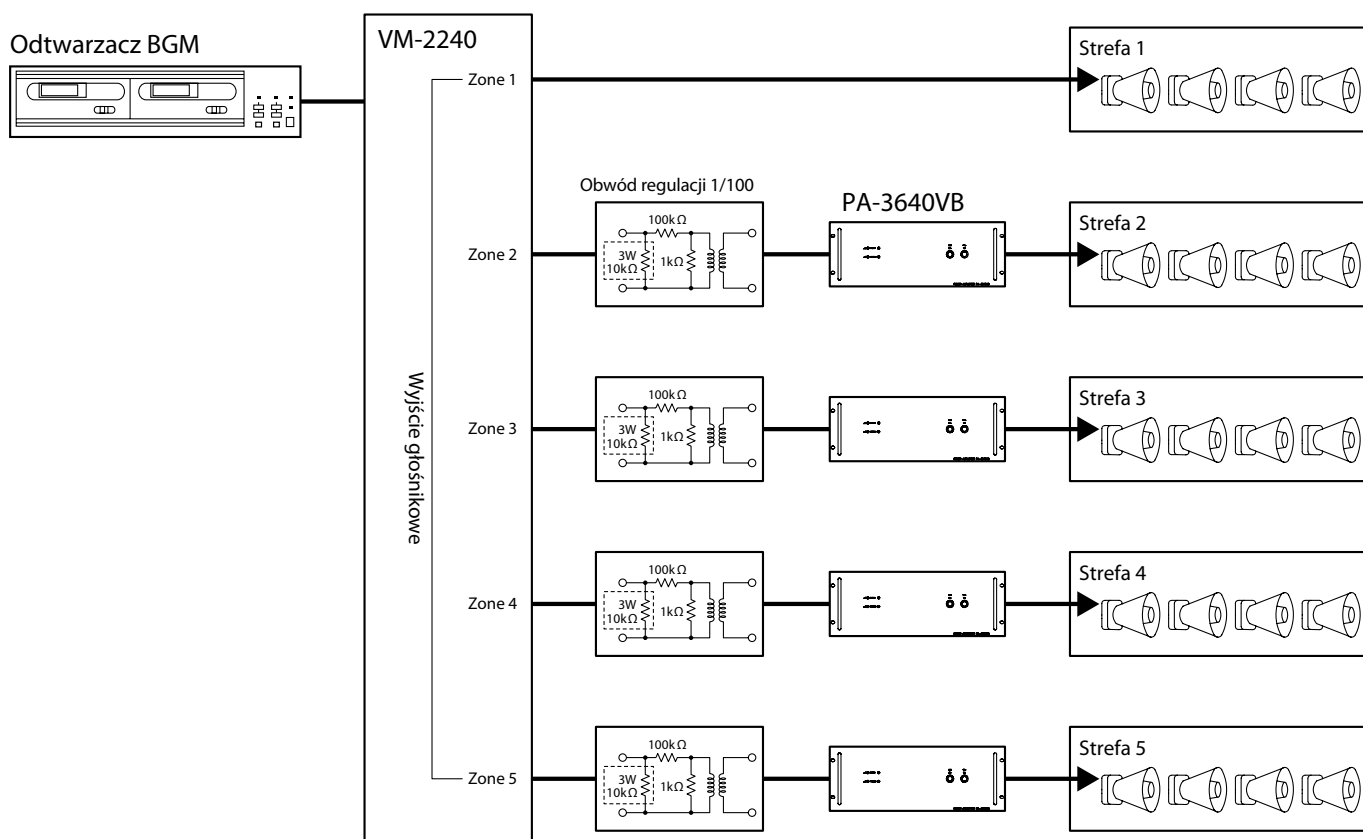 Odtwarzacz BGM
VM-2240
Wyjście głośnikowe
Zone 1
Strefa 1
Obwód regulacji 1/100
PA-3640VB
Zone 2
100kΩ
3W
10kΩ
1kΩ
Strefa 2
Zone 3
100kΩ
3W
10kΩ
1kΩ
Strefa 3
Zone 4
100kΩ
3W
10kΩ
1kΩ
Strefa 4
Zone 5
100kΩ
3W
10kΩ
1kΩ
Strefa 5